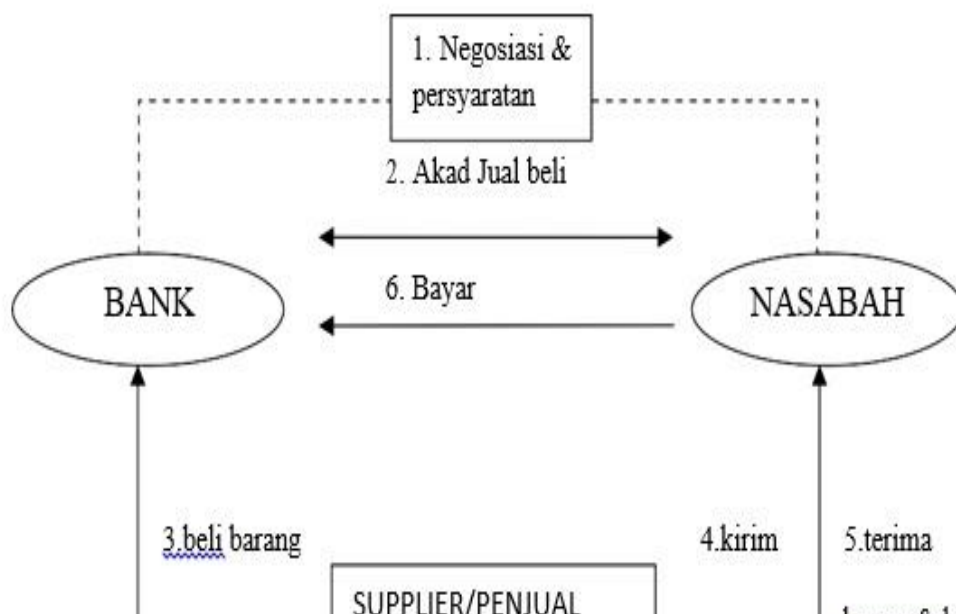 1. Negosiasi &
persyaratan
2. Akad Jual beli
BANK
6. Bayar
NASABAH
3.beli barang
4.kirim
5.terima
SUPPLIER/PENJUAL